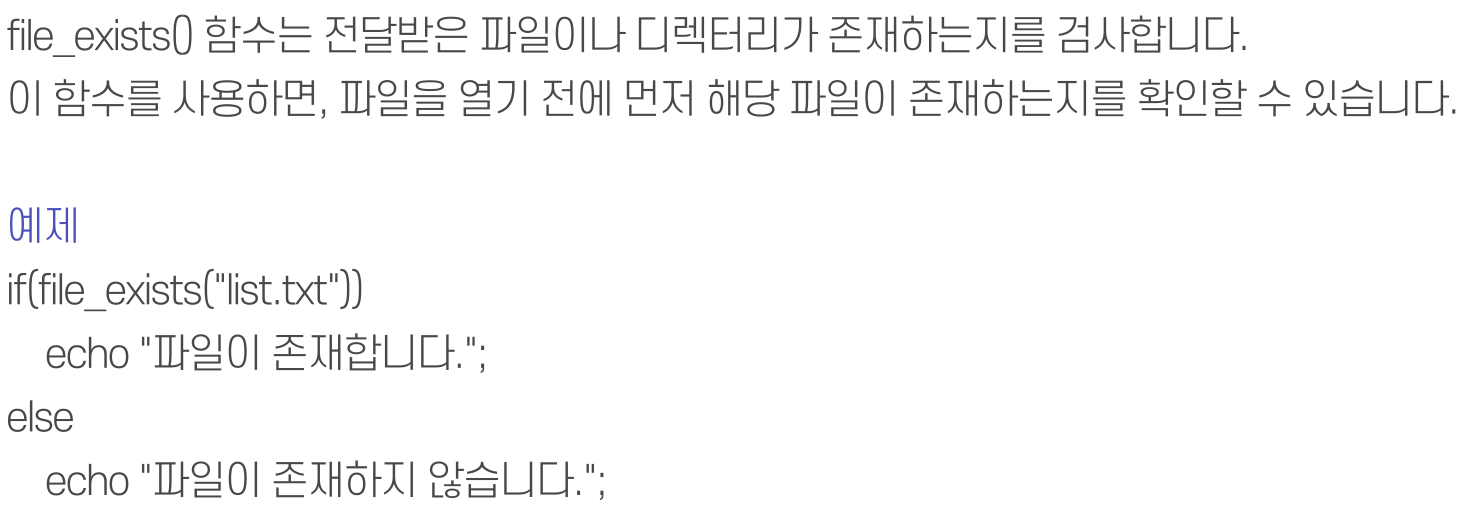 file_exists() 함수는 전달받은 파일이나 디렉터리가 존재하는지를 검사합니다.
이 함수를 사용하면, 파일을 열기 전에 먼저 해당 파일이 존재하는지를 확인할 수 있습니다.
예제
if(file_exists("list.txt"))
    echo "파일이 존재합니다.";
else
    echo "파일이 존재하지 않습니다.";